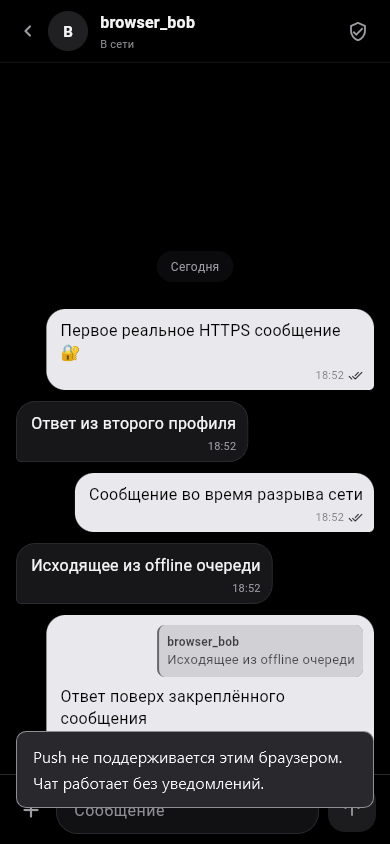 B
browser_bob
В сети
Сегодня
Первое реальное HTTPS сообщение
🔐
18:52
Ответ из второго профиля
18:52
Сообщение во время разрыва сети
18:52
Исходящее из offline очереди
18:52
browser_bob
Исходящее из offline очереди
Ответ поверх закреплённого
сообщения
Push не поддерживается этим браузером.
Чат работает без уведомлений.
Сообщение